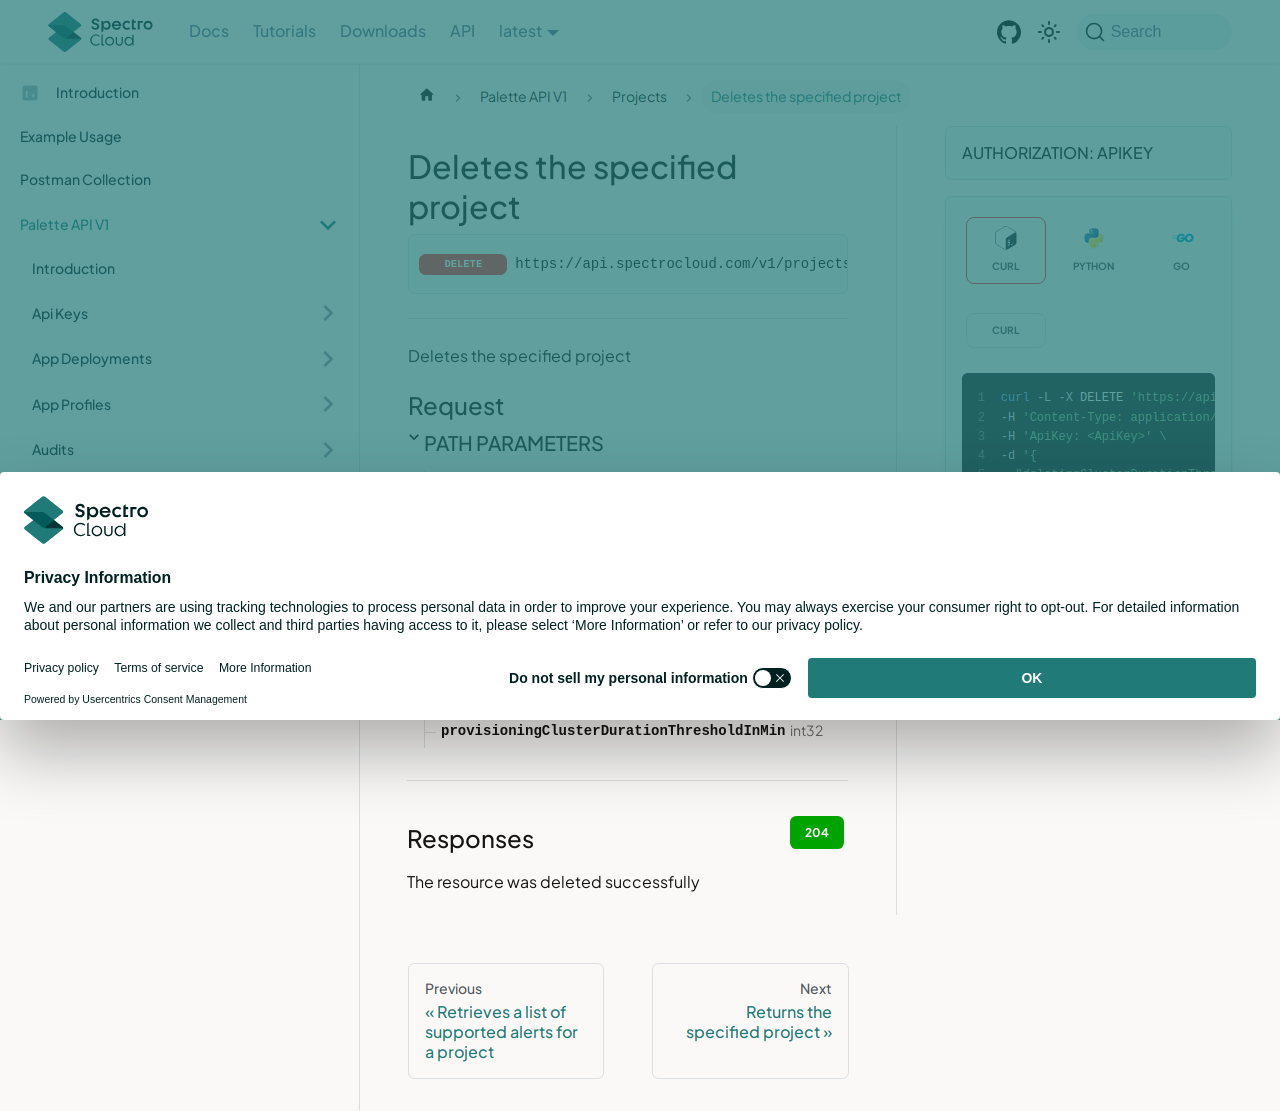 Spectro Cloud
Docs
Tutorials
Downloads
API
latest
Search
Introduction
Example Usage
Postman Collection
Palette API V1
Introduction
Api Keys
App Deployments
App Profiles
Audits
Palette API V1
Projects
Deletes the specified project
Deletes the specified
project
DELETE
https://api.spectrocloud.com/v1/projects
Deletes the specified project
Request
PATH PARAMETERS
AUTHORIZATION: APIKEY
CURL
PYTHON
GO
CURL
1 curl -L -X DELETE 'https://api
2 -H 'Content-Type: application/
3 -H 'ApiKey: <ApiKey>' \
4 -d '{
Spectro
Cloud
Privacy Information
We and our partners are using tracking technologies to process personal data in order to improve your experience. You may always exercise your consumer right to opt-out. For detailed information
about personal information we collect and third parties having access to it, please select ‘More Information’ or refer to our privacy policy.
Privacy policy
Terms of service
More Information
Do not sell my personal information
OK
Powered by Usercentrics Consent Management
provisioningClusterDurationThresholdInMin int32
Responses
204
The resource was deleted successfully
Previous
« Retrieves a list of
supported alerts for
a project
Next
Returns the
specified project »